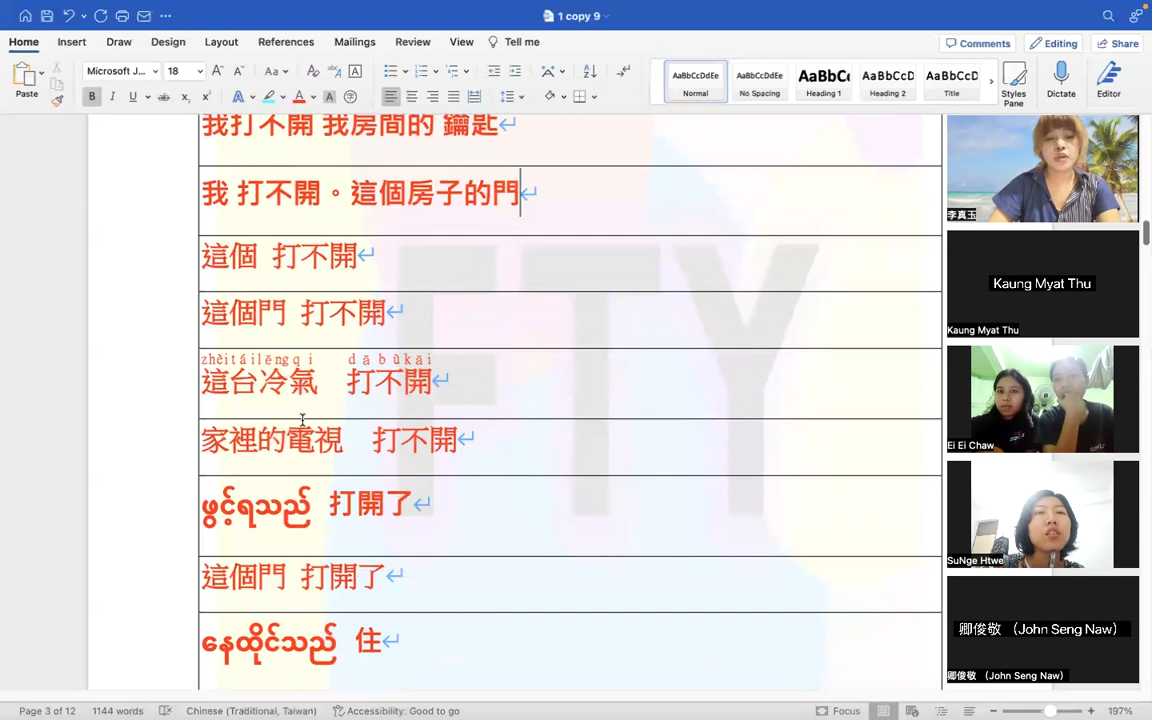 1 copy 9
Home Insert Draw Design Layout References Mailings Review View Tell me Comments Editing Share
Paste Microsoft J... 18 AaBbCcDdEe Normal AaBbCcDdEe No Spacing AaBbCc Heading 1 AaBbCcD Heading 2 AaBbCcD Title Styles Pane Dictate Editor
我打不開 我房間的 鑰匙
我 打不開。這個房子的門
這個 打不開
這個門 打不開
zhèitáilěngqì dǎbùkāi
這台冷氣 打不開
家裡的電視 打不開
ဖွင့်ရသည် 打開了
這個門 打開了
နေထိုင်သည် 住
FTY
李真玉
Kaung Myat Thu
Kaung Myat Thu
Ei Ei Chaw
SuNge Htwe
卿俊敬 （John Seng Naw）
卿俊敬 （John Seng Naw）
Page 3 of 12 1144 words Chinese (Traditional, Taiwan) Accessibility: Good to go Focus 197%